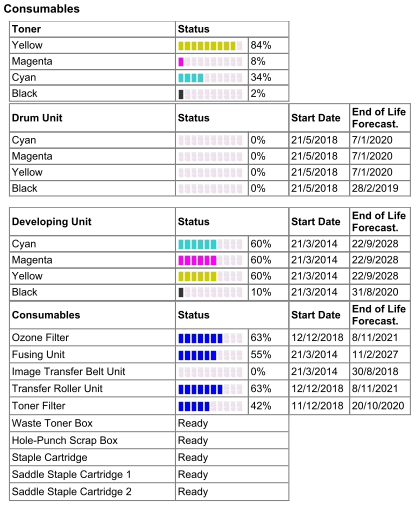 Consumables
Toner Status
Yellow 84%
Magenta 8%
Cyan 34%
Black 2%
Drum Unit Status Start Date End of Life Forecast.
Cyan 0% 21/5/2018 7/1/2020
Magenta 0% 21/5/2018 7/1/2020
Yellow 0% 21/5/2018 7/1/2020
Black 0% 21/5/2018 28/2/2019
Developing Unit Status Start Date End of Life Forecast.
Cyan 60% 21/3/2014 22/9/2028
Magenta 60% 21/3/2014 22/9/2028
Yellow 60% 21/3/2014 22/9/2028
Black 10% 21/3/2014 31/8/2020
Consumables Status Start Date End of Life Forecast.
Ozone Filter 63% 12/12/2018 8/11/2021
Fusing Unit 55% 21/3/2014 11/2/2027
Image Transfer Belt Unit 0% 21/3/2014 30/8/2018
Transfer Roller Unit 63% 12/12/2018 8/11/2021
Toner Filter 42% 11/12/2018 20/10/2020
Waste Toner Box Ready
Hole-Punch Scrap Box Ready
Staple Cartridge Ready
Saddle Staple Cartridge 1 Ready
Saddle Staple Cartridge 2 Ready